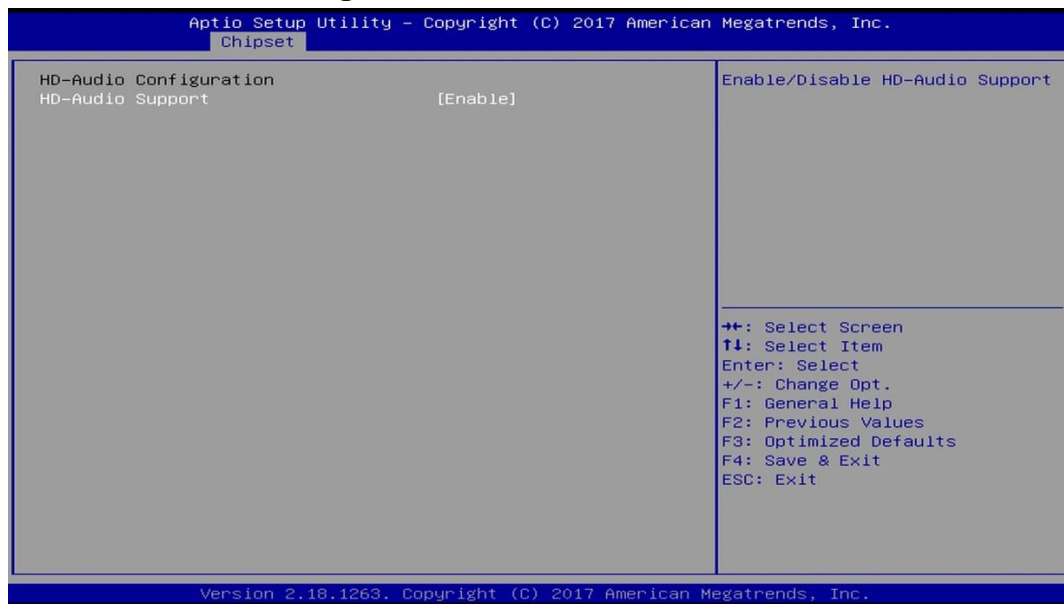 Aptio Setup Utility – Copyright (C) 2017 American Megatrends, Inc.
Chipset
HD-Audio Configuration
HD-Audio Support [Enable]
Enable/Disable HD-Audio Support
→←: Select Screen
↑↓: Select Item
Enter: Select
+/-: Change Opt.
F1: General Help
F2: Previous Values
F3: Optimized Defaults
F4: Save & Exit
ESC: Exit
Version 2.18.1263. Copyright (C) 2017 American Megatrends, Inc.